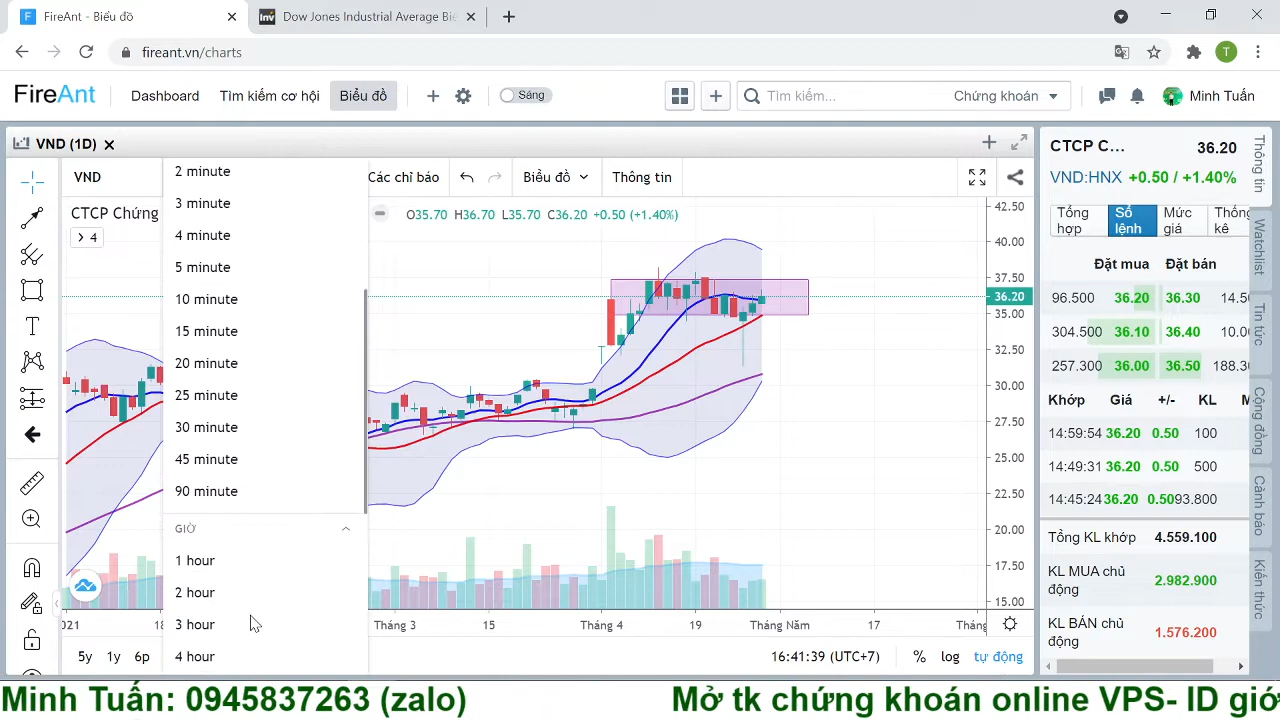 FireAnt - Biểu đồ
Dow Jones Industrial Average Bi
fireant.vn/charts
T
FireAnt
Dashboard
Tìm kiếm cơ hội
Biểu đồ
Sáng
Tìm kiếm...
Chứng khoán
Minh Tuấn
VND (1D)
VND
Các chỉ báo
Biểu đồ
Thông tin
CTCP Chứng
4
O35.70 H36.70 L35.70 C36.20 +0.50 (+1.40%)
2 minute
3 minute
4 minute
5 minute
10 minute
15 minute
20 minute
25 minute
30 minute
45 minute
90 minute
GIỜ
1 hour
2 hour
3 hour
4 hour
42.50
40.00
37.50
36.20
35.00
32.50
30.00
27.50
25.00
22.50
20.00
17.50
15.00
021
Tháng 3
15
Tháng 4
19
Tháng Năm
17
Tháng
5y 1y 6p
16:41:39 (UTC+7)
% log tự động
CTCP C... 36.20
VND:HNX +0.50 / +1.40%
Tổng hợp
Số lệnh
Mức giá
Thống kê
Đặt mua Đặt bán
96.500 36.20 36.30 14.5
304.500 36.10 36.40 10.0
257.300 36.00 36.50 188.3
Khớp Giá +/- KL
14:59:54 36.20 0.50 100
14:49:31 36.20 0.50 500
14:45:24 36.20 0.50 93.800
Tổng KL khớp 4.559.100
KL MUA chủ động 2.982.900
KL BÁN chủ động 1.576.200
Thông tin
Watchlist
Tin tức
Cộng đồng
Cảnh báo
Kiến thức
Minh Tuấn: 0945837263 (zalo)
Mở tk chứng khoán online VPS- ID giớ